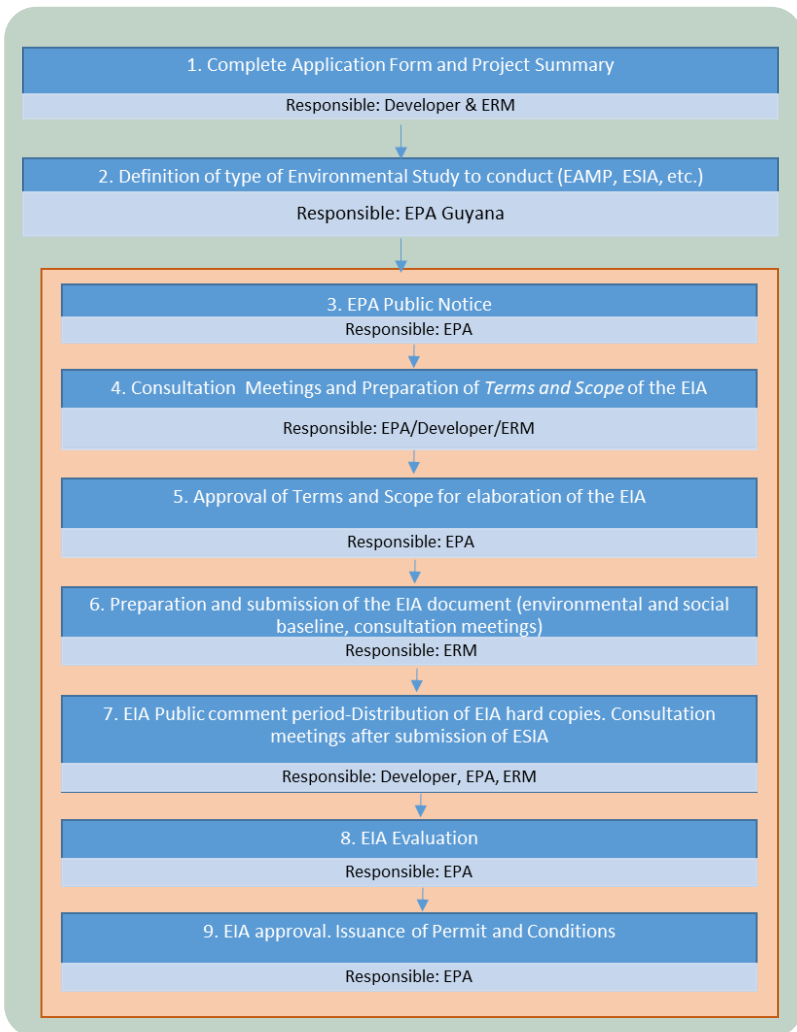 1. Complete Application Form and Project Summary
Responsible: Developer & ERM
2. Definition of type of Environmental Study to conduct (EAMP, ESIA, etc.)
Responsible: EPA Guyana
3. EPA Public Notice
Responsible: EPA
4. Consultation Meetings and Preparation of Terms and Scope of the EIA
Responsible: EPA/Developer/ERM
5. Approval of Terms and Scope for elaboration of the EIA
Responsible: EPA
6. Preparation and submission of the EIA document (environmental and social
baseline, consultation meetings)
Responsible: ERM
7. EIA Public comment period-Distribution of EIA hard copies. Consultation
meetings after submission of ESIA
Responsible: Developer, EPA, ERM
8. EIA Evaluation
Responsible: EPA
9. EIA approval. Issuance of Permit and Conditions
Responsible: EPA